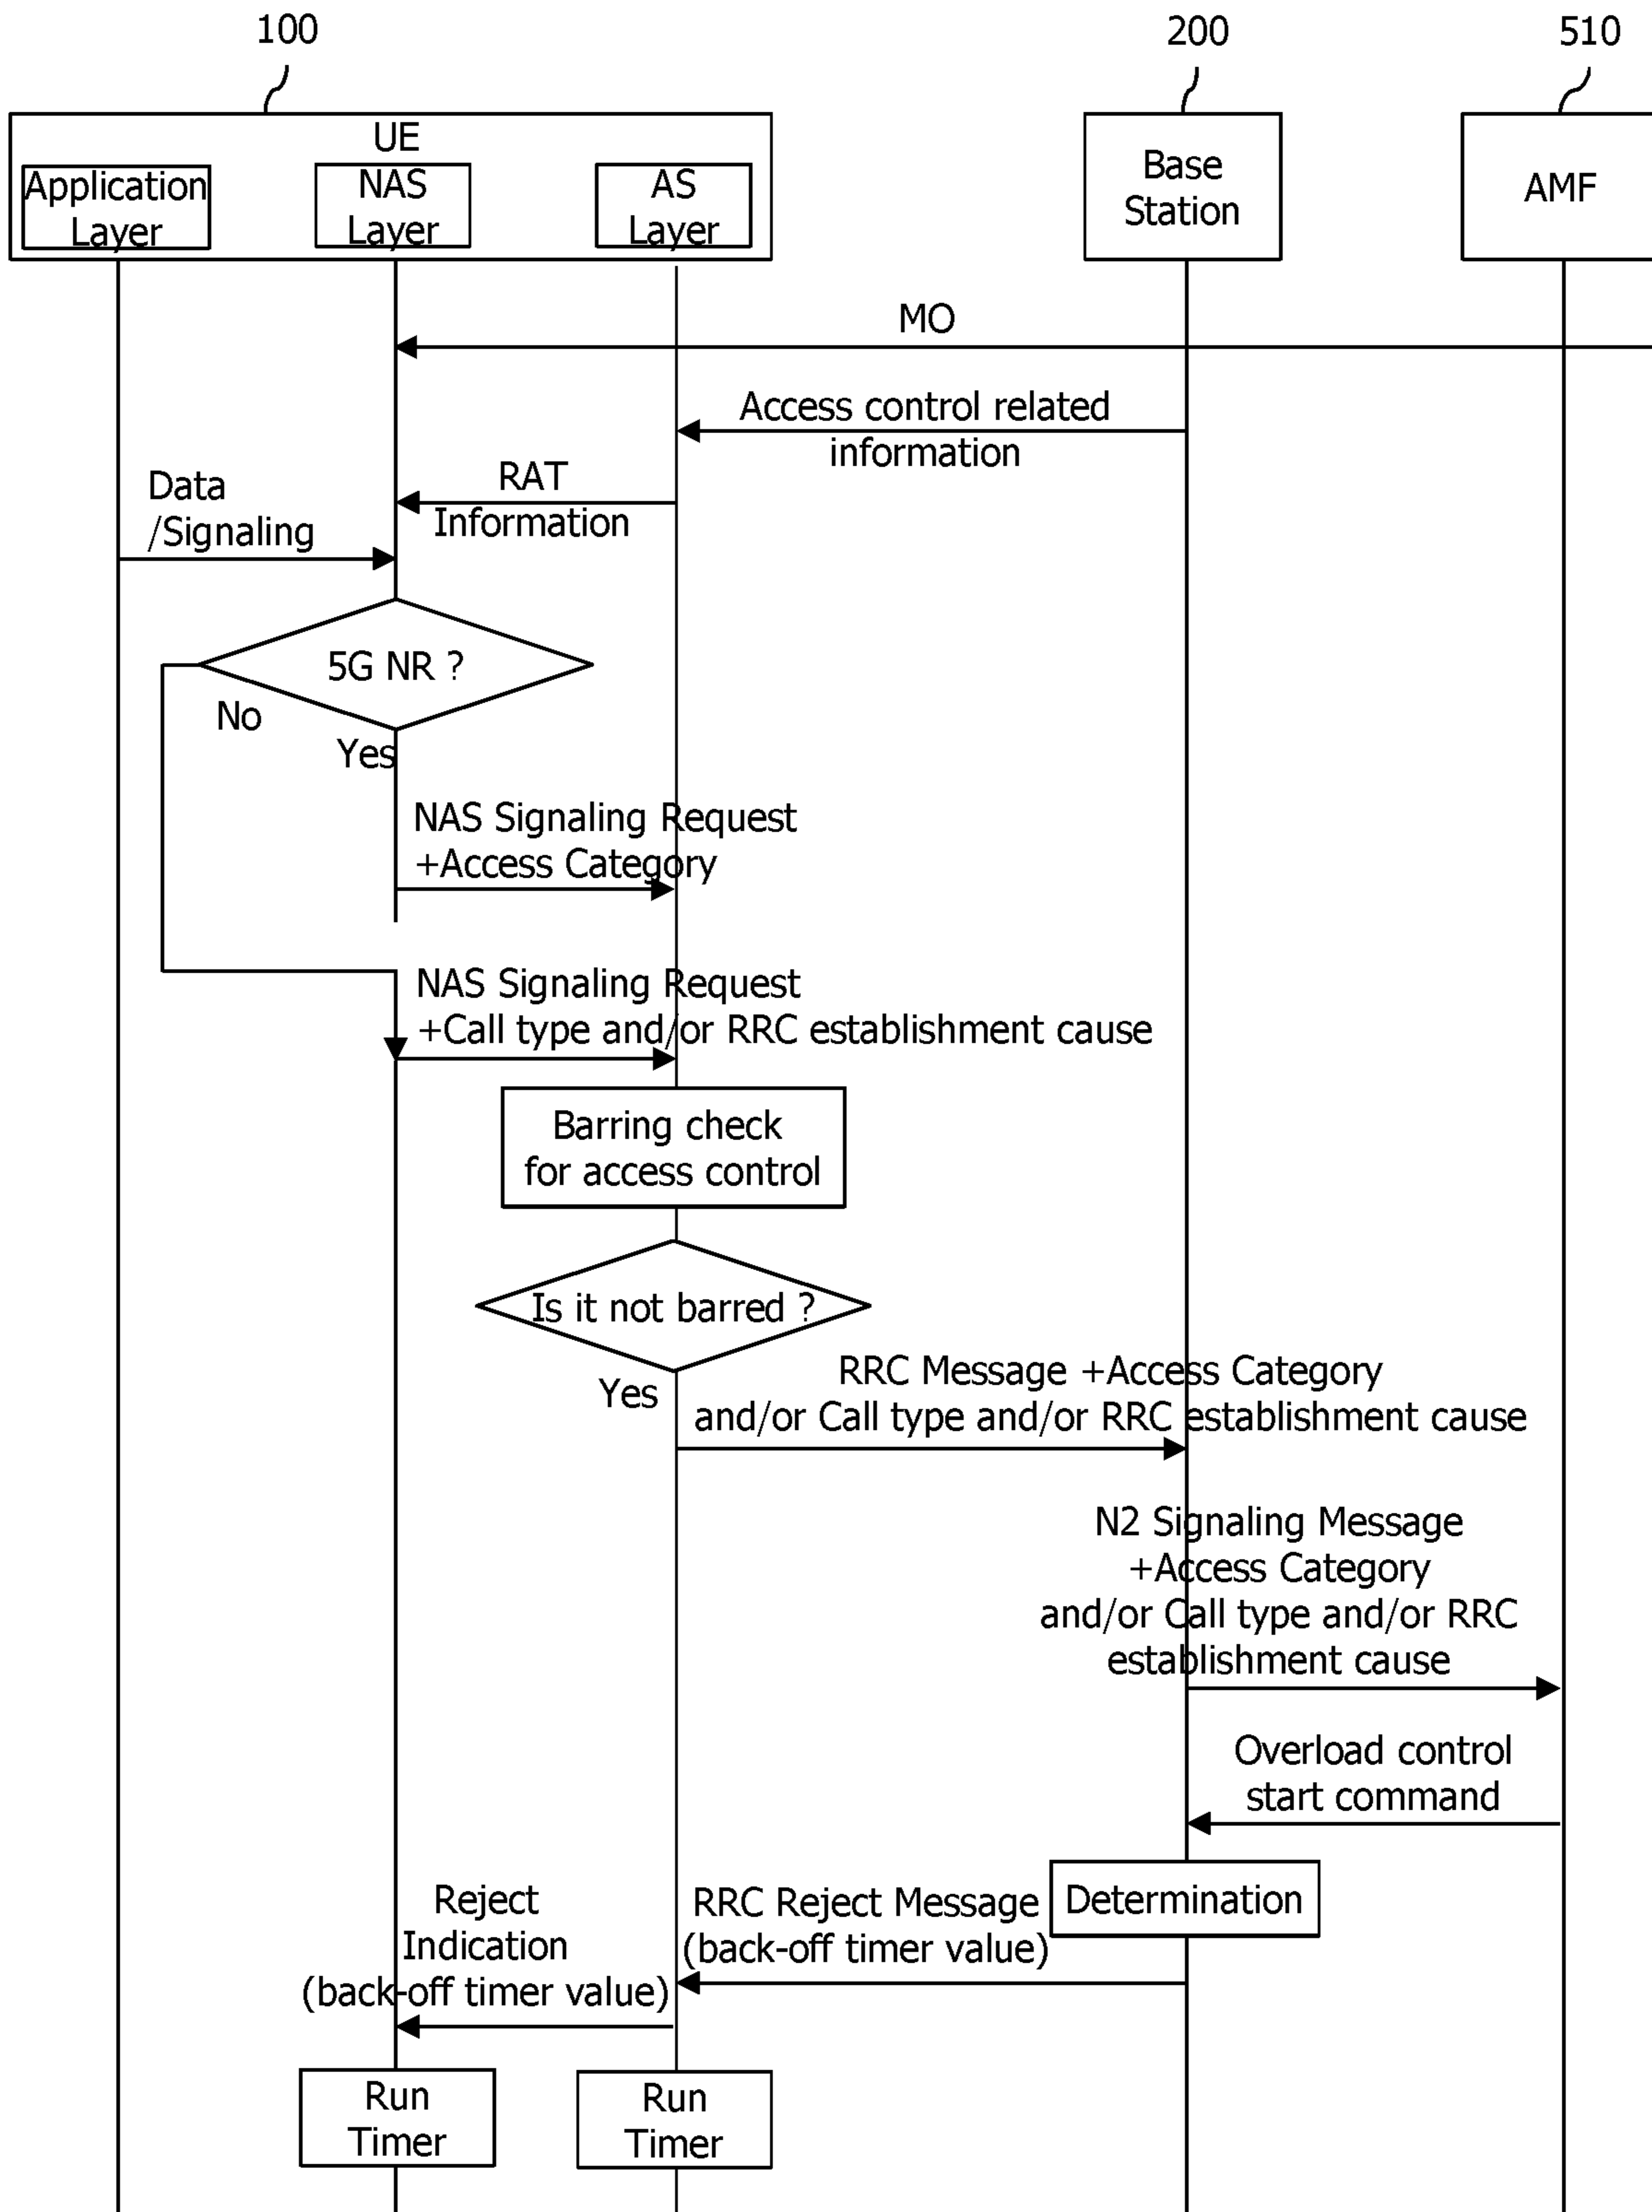 100
200
510
UE
Application
Layer
NAS
Layer
AS
Layer
Base
Station
AMF
MO
Access control related
information
RAT
Information
Data
/Signaling
5G NR ?
No
Yes
NAS Signaling Request
+Access Category
NAS Signaling Request
+Call type and/or RRC establishment cause
Barring check
for access control
Is it not barred ?
Yes
RRC Message +Access Category
and/or Call type and/or RRC establishment cause
N2 Signaling Message
+Access Category
and/or Call type and/or RRC
establishment cause
Overload control
start command
Determination
RRC Reject Message
(back-off timer value)
Reject
Indication
(back-off timer value)
Run
Timer
Run
Timer